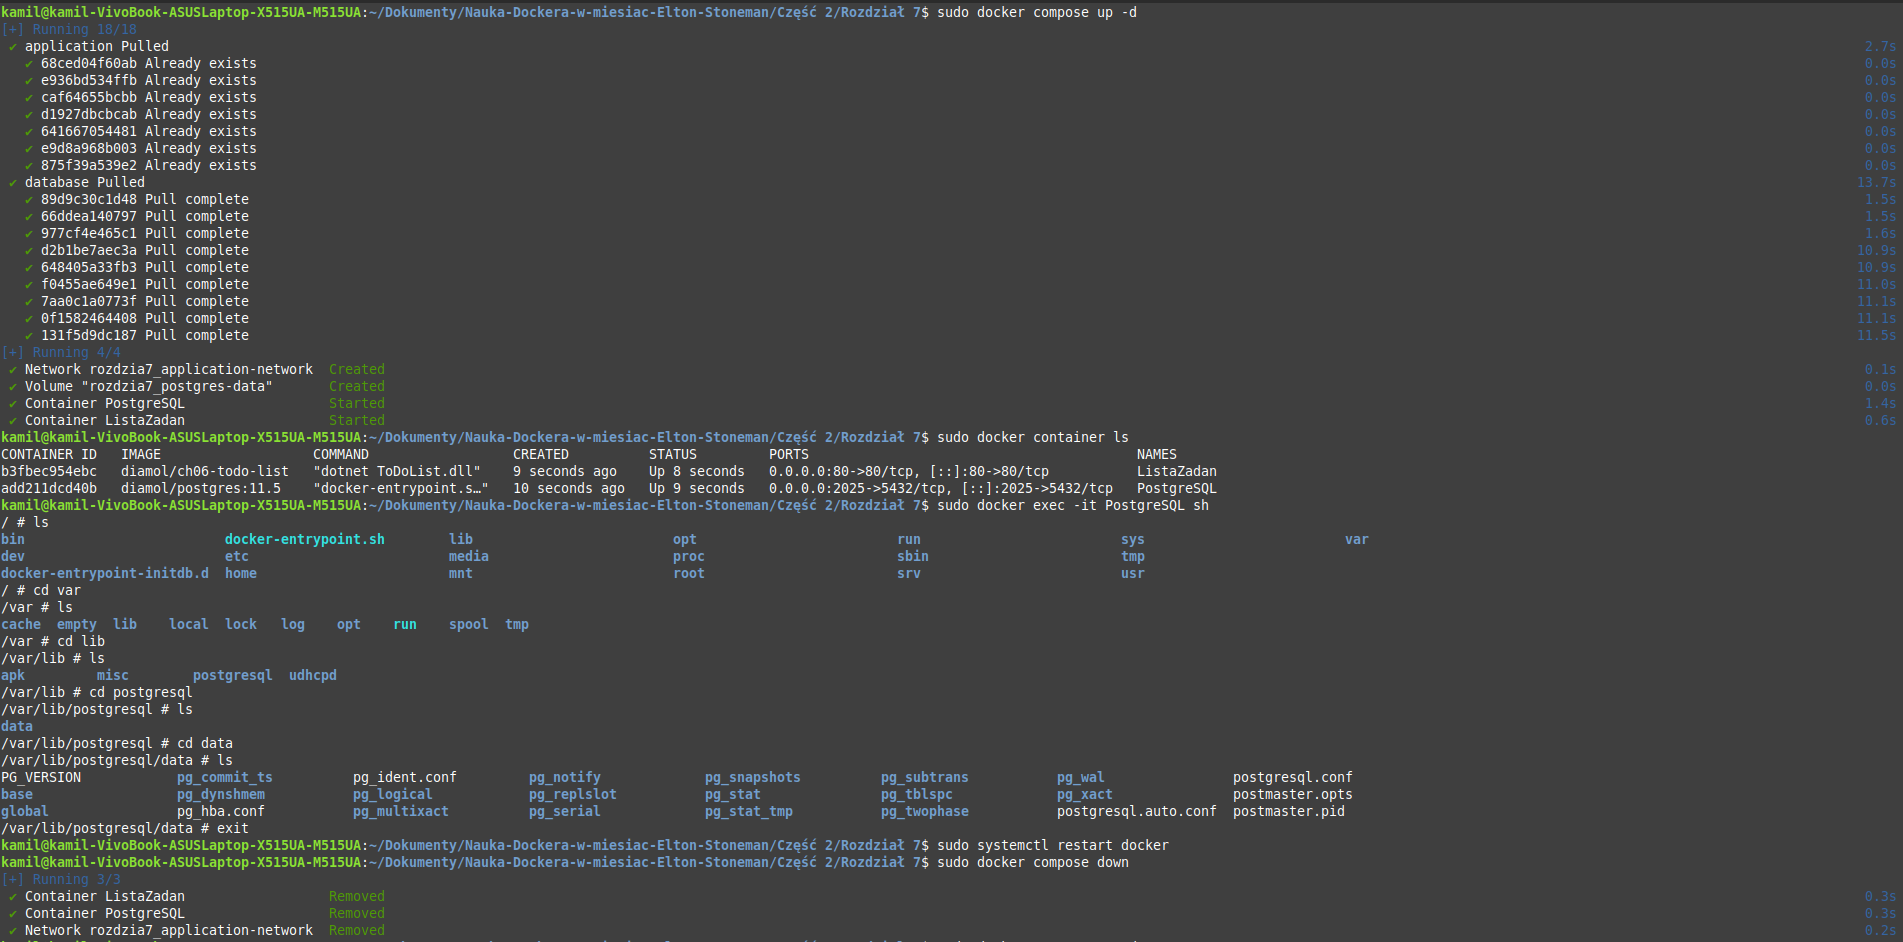 kamil@kamil-VivoBook-ASUSLaptop-X515UA-M515UA:~/Dokumenty/Nauka-Dockera-w-miesiac-Elton-Stoneman/Część 2/Rozdział 7$ sudo docker compose up -d
[+] Running 18/18
✔ application Pulled 2.7s
✔ 68ced04f60ab Already exists 0.0s
✔ e936bd534ffb Already exists 0.0s
✔ caf64655bcbb Already exists 0.0s
✔ d1927dbcbcab Already exists 0.0s
✔ 641667054481 Already exists 0.0s
✔ e9d8a968b003 Already exists 0.0s
✔ 875f39a539e2 Already exists 0.0s
✔ database Pulled 13.7s
✔ 89d9c30c1d48 Pull complete 1.5s
✔ 66ddea140797 Pull complete 1.5s
✔ 977cf4e465c1 Pull complete 1.6s
✔ d2b1be7aec3a Pull complete 10.9s
✔ 648405a33fb3 Pull complete 10.9s
✔ f0455ae649e1 Pull complete 11.0s
✔ 7aa0c1a0773f Pull complete 11.1s
✔ 0f1582464408 Pull complete 11.1s
✔ 131f5d9dc187 Pull complete 11.5s
[+] Running 4/4
✔ Network rozdzia7_application-network Created 0.1s
✔ Volume "rozdzia7_postgres-data" Created 0.0s
✔ Container PostgreSQL Started 1.4s
✔ Container ListaZadan Started 0.6s
kamil@kamil-VivoBook-ASUSLaptop-X515UA-M515UA:~/Dokumenty/Nauka-Dockera-w-miesiac-Elton-Stoneman/Część 2/Rozdział 7$ sudo docker container ls
CONTAINER ID IMAGE COMMAND CREATED STATUS PORTS NAMES
b3fbec954ebc diamol/ch06-todo-list "dotnet ToDoList.dll" 9 seconds ago Up 8 seconds 0.0.0.0:80->80/tcp, [::]:80->80/tcp ListaZadan
add211dcd40b diamol/postgres:11.5 "docker-entrypoint.s…" 10 seconds ago Up 9 seconds 0.0.0.0:2025->5432/tcp, [::]:2025->5432/tcp PostgreSQL
kamil@kamil-VivoBook-ASUSLaptop-X515UA-M515UA:~/Dokumenty/Nauka-Dockera-w-miesiac-Elton-Stoneman/Część 2/Rozdział 7$ sudo docker exec -it PostgreSQL sh
/ # ls
bin docker-entrypoint.sh lib opt run sys var
dev etc media proc sbin tmp
docker-entrypoint-initdb.d home mnt root srv usr
/ # cd var
/var # ls
cache empty lib local lock log opt run spool tmp
/var # cd lib
/var/lib # ls
apk misc postgresql udhcpd
/var/lib # cd postgresql
/var/lib/postgresql # ls
data
/var/lib/postgresql # cd data
/var/lib/postgresql/data # ls
PG_VERSION pg_commit_ts pg_ident.conf pg_notify pg_snapshots pg_subtrans pg_wal postgresql.conf
base pg_dynshmem pg_logical pg_replslot pg_stat pg_tblspc pg_xact postmaster.opts
global pg_hba.conf pg_multixact pg_serial pg_stat_tmp pg_twophase postgresql.auto.conf postmaster.pid
/var/lib/postgresql/data # exit
kamil@kamil-VivoBook-ASUSLaptop-X515UA-M515UA:~/Dokumenty/Nauka-Dockera-w-miesiac-Elton-Stoneman/Część 2/Rozdział 7$ sudo systemctl restart docker
kamil@kamil-VivoBook-ASUSLaptop-X515UA-M515UA:~/Dokumenty/Nauka-Dockera-w-miesiac-Elton-Stoneman/Część 2/Rozdział 7$ sudo docker compose down
[+] Running 3/3
✔ Container ListaZadan Removed 0.3s
✔ Container PostgreSQL Removed 0.3s
✔ Network rozdzia7_application-network Removed 0.2s